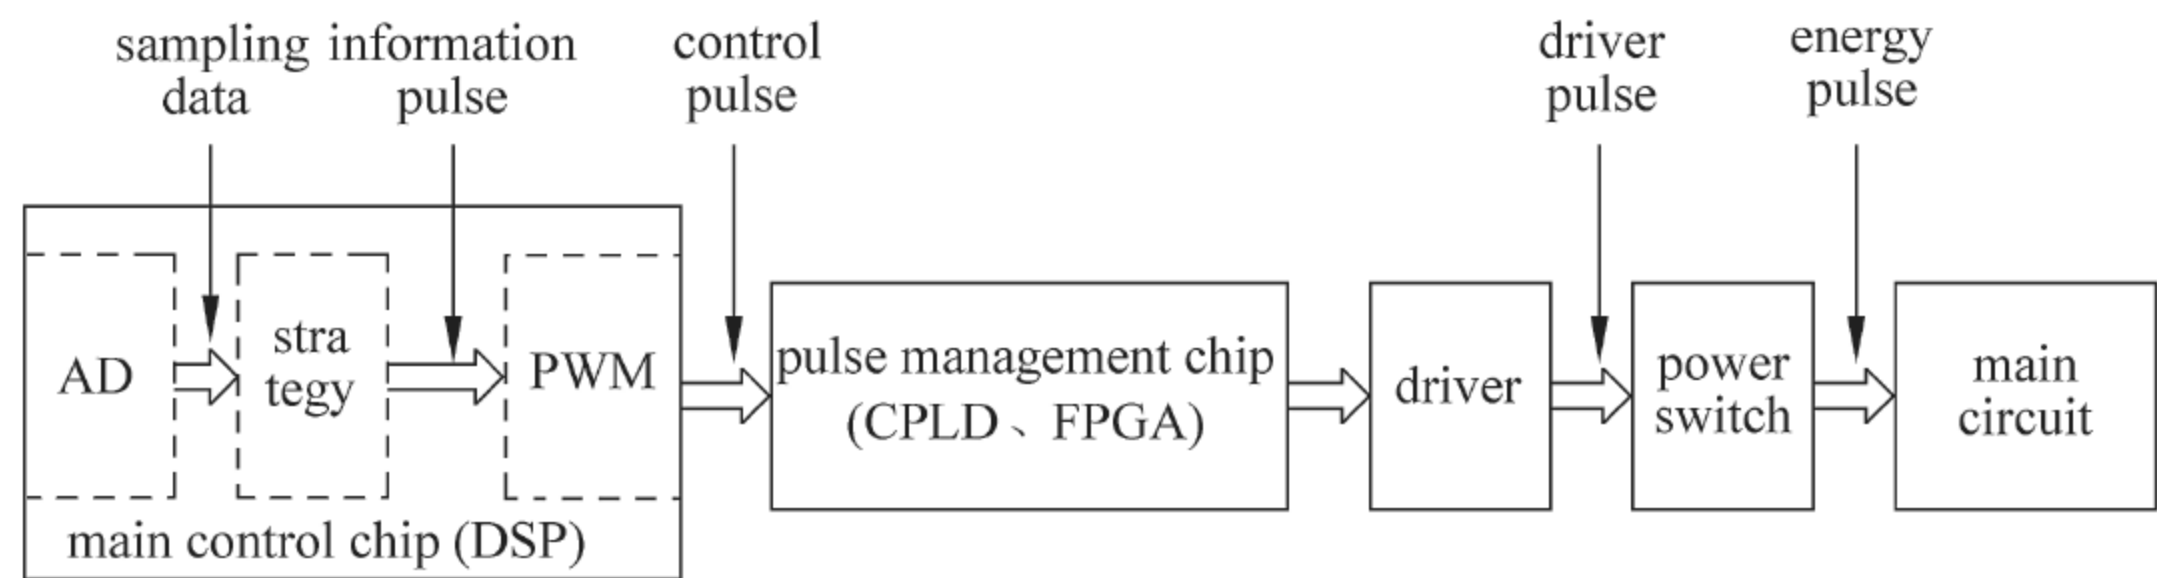 sampling
data
information
pulse
control
pulse
driver
pulse
energy
pulse
AD
stra
tegy
PWM
main control chip (DSP)
pulse management chip
(CPLD、FPGA)
driver
power
switch
main
circuit